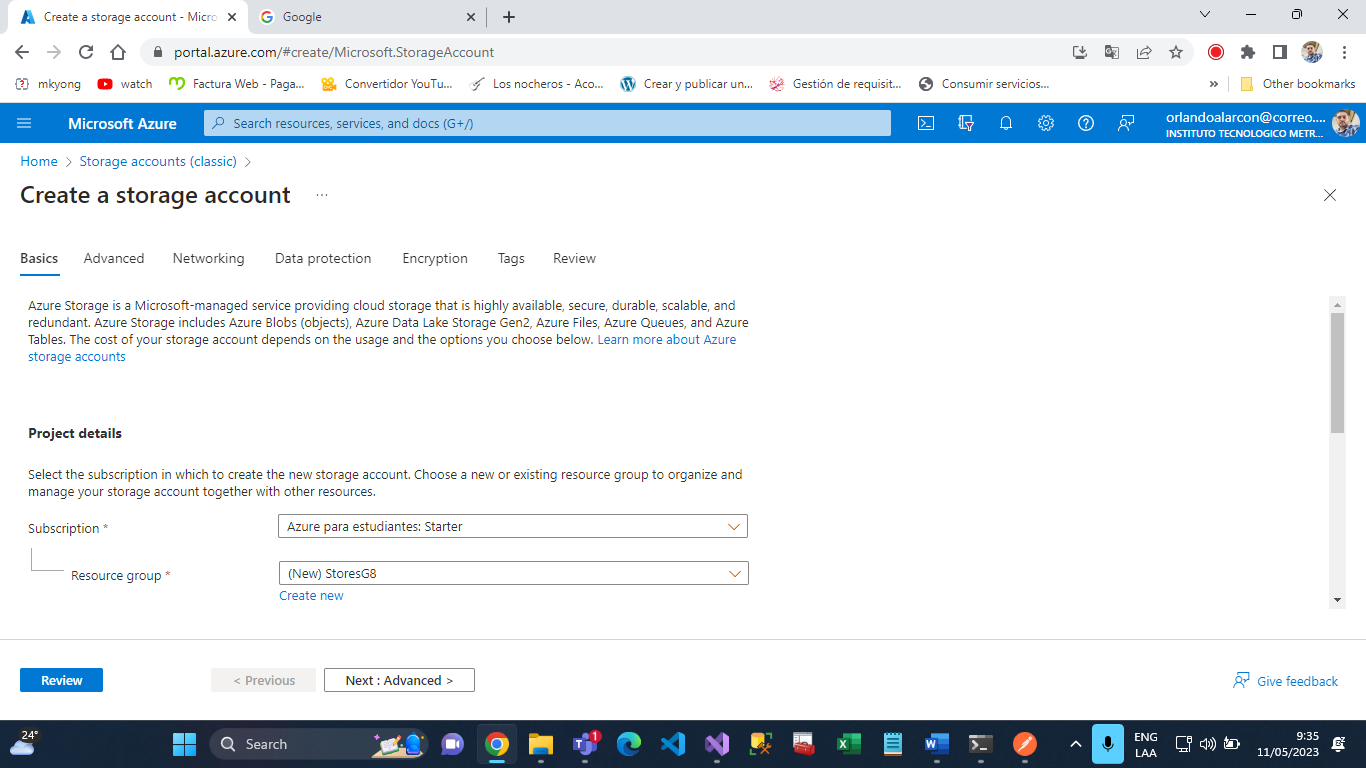 Create a storage account - Micro
Google
portal.azure.com/#create/Microsoft.StorageAccount
mkyong
watch
Factura Web - Paga...
Convertidor YouTu...
Los nocheros - Aco...
Crear y publicar un...
Gestión de requisit...
Consumir servicios...
»
Other bookmarks
Microsoft Azure
Search resources, services, and docs (G+/)
orlandoalarcon@correo....
INSTITUTO TECNOLOGICO METR...
Home > Storage accounts (classic) >
Create a storage account ...
Basics Advanced Networking Data protection Encryption Tags Review
Azure Storage is a Microsoft-managed service providing cloud storage that is highly available, secure, durable, scalable, and
redundant. Azure Storage includes Azure Blobs (objects), Azure Data Lake Storage Gen2, Azure Files, Azure Queues, and Azure
Tables. The cost of your storage account depends on the usage and the options you choose below. Learn more about Azure
storage accounts
Project details
Select the subscription in which to create the new storage account. Choose a new or existing resource group to organize and
manage your storage account together with other resources.
Subscription *
Azure para estudiantes: Starter
Resource group *
(New) StoresG8
Create new
Review
< Previous
Next : Advanced >
Give feedback
24°
Search
1
ENG
LAA
9:35
11/05/2023